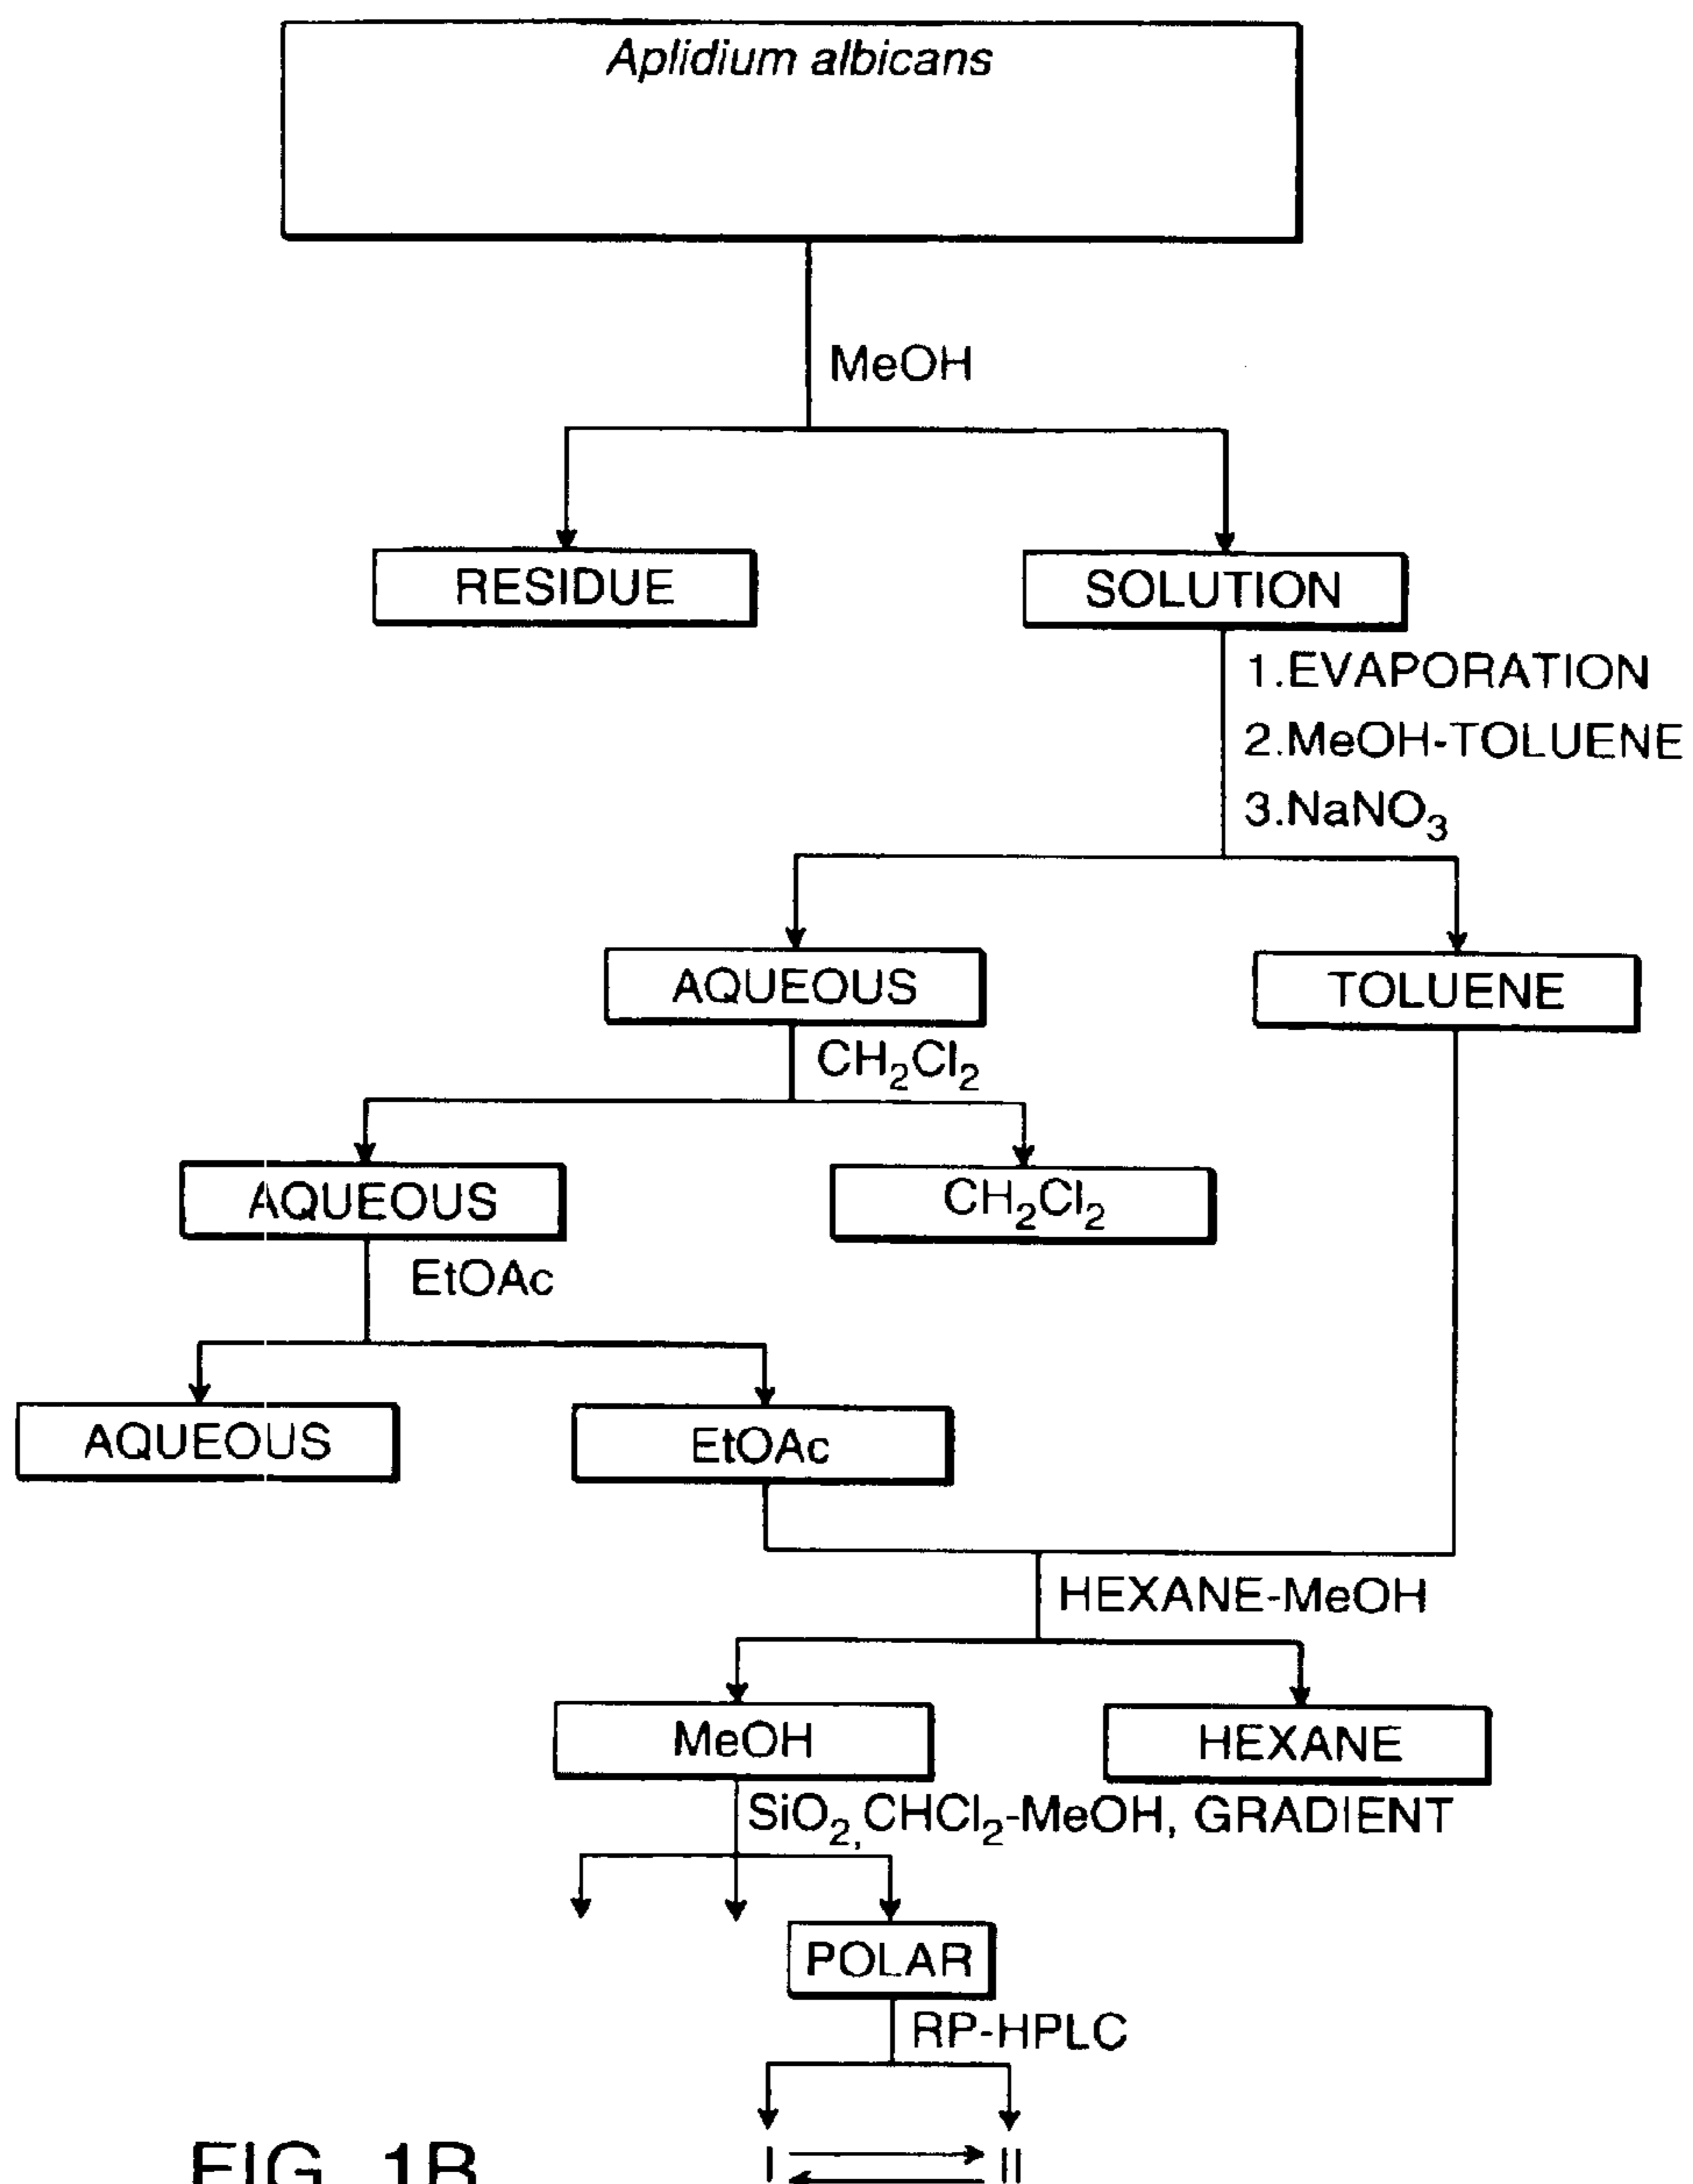 Aplidium albicans
MeOH
RESIDUE
SOLUTION
1.EVAPORATION
2.MeOH-TOLUENE
3.NaNO₃
AQUEOUS
TOLUENE
CH₂Cl₂
AQUEOUS
CH₂Cl₂
EtOAc
AQUEOUS
EtOAc
HEXANE-MeOH
MeOH
HEXANE
SiO₂,CHCl₂-MeOH, GRADIENT
POLAR
RP-HPLC
I II
FIG. 1B